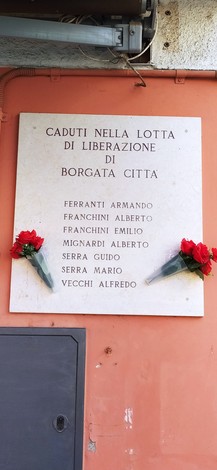 CADUTI NELLA LOTTA
DI LIBERAZIONE
DI
BORGATA CITTÀ
FERRANTI ARMANDO
FRANCHINI ALBERTO
FRANCHINI EMILIO
MIGNARDI ALBERTO
SERRA GUIDO
SERRA MARIO
VECCHI ALFREDO